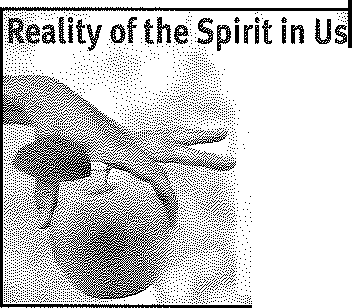 Reality of the Spirit in Us